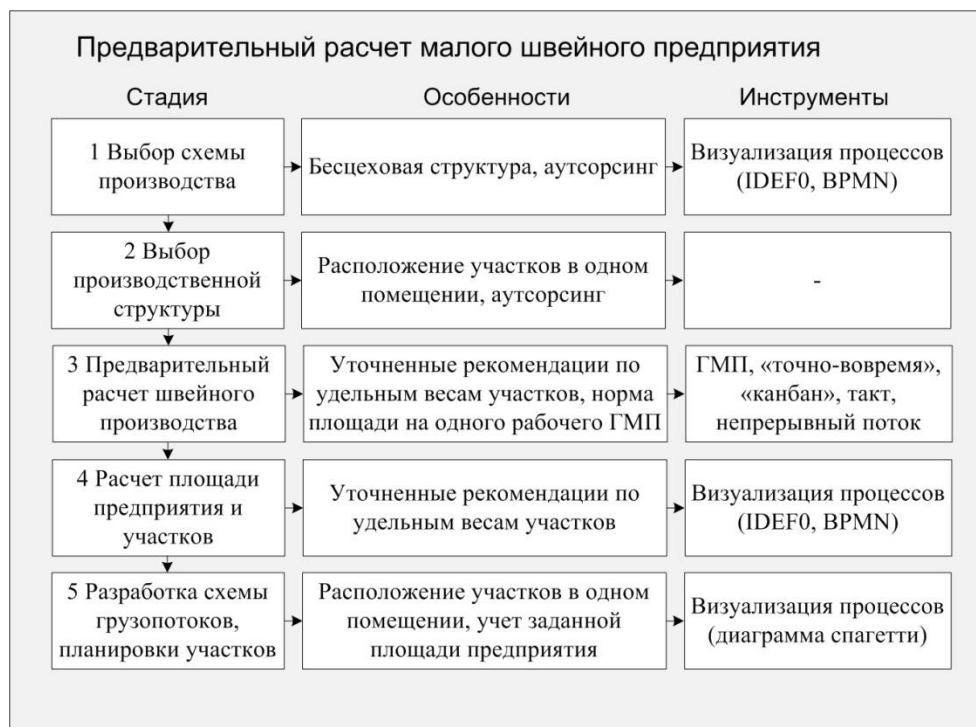 Предварительный расчет малого швейного предприятия
Стадия
Особенности
Инструменты
1 Выбор схемы
производства
Бесцеховая структура, аутсорсинг
Визуализация процессов
(IDEF0, BPMN)
2 Выбор
производственной
структуры
Расположение участков в одном
помещении, аутсорсинг
-
3 Предварительный
расчет швейного
производства
Уточненные рекомендации по
удельным весам участков, норма
площади на одного рабочего ГМП
ГМП, «точно-вовремя»,
«канбан», такт,
непрерывный поток
4 Расчет площади
предприятия и
участков
Уточненные рекомендации по
удельным весам участков
Визуализация процессов
(IDEF0, BPMN)
5 Разработка схемы
грузопотоков,
планировки участков
Расположение участков в одном
помещении, учет заданной
площади предприятия
Визуализация процессов
(диаграмма спагетти)